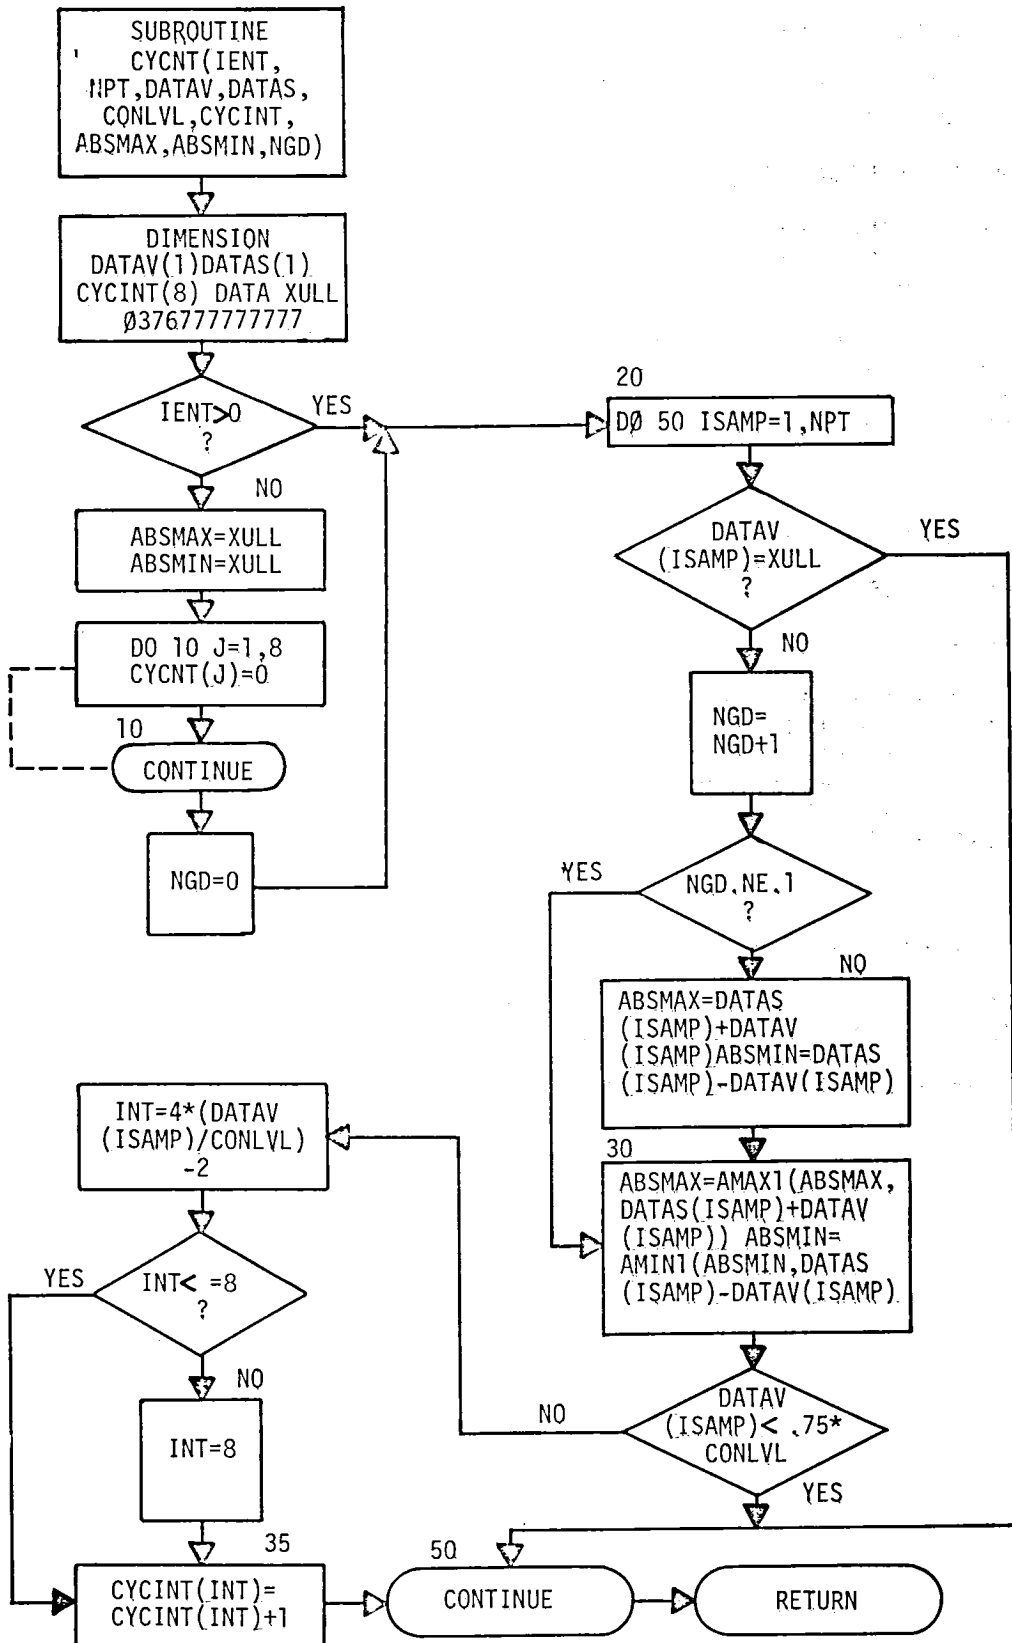 SUBROUTINE
CYCNT(IENT,
NPT,DATAV,DATAS,
CONLVL,CYCINT,
ABSMAX,ABSMIN,NGD)
DIMENSION
DATAV(1)DATAS(1)
CYCINT(8) DATA XULL
Ø376777777777
IENT>0
?
YES
NO
ABSMAX=XULL
ABSMIN=XULL
DO 10 J=1,8
CYCNT(J)=0
10
CONTINUE
NGD=0
20
DØ 50 ISAMP=1,NPT
DATAV
(ISAMP)=XULL
?
YES
NO
NGD=
NGD+1
NGD.NE.1
?
YES
NO
ABSMAX=DATAS
(ISAMP)+DATAV
(ISAMP)ABSMIN=DATAS
(ISAMP)-DATAV(ISAMP)
30
ABSMAX=AMAX1(ABSMAX,
DATAS(ISAMP)+DATAV
(ISAMP)) ABSMIN=
AMIN1(ABSMIN,DATAS
(ISAMP)-DATAV(ISAMP)
DATAV
(ISAMP)< .75*
CONLVL
NO
YES
INT=4*(DATAV
(ISAMP)/CONLVL)
-2
INT< =8
?
YES
NO
INT=8
35
CYCINT(INT)=
CYCINT(INT)+1
50
CONTINUE
RETURN